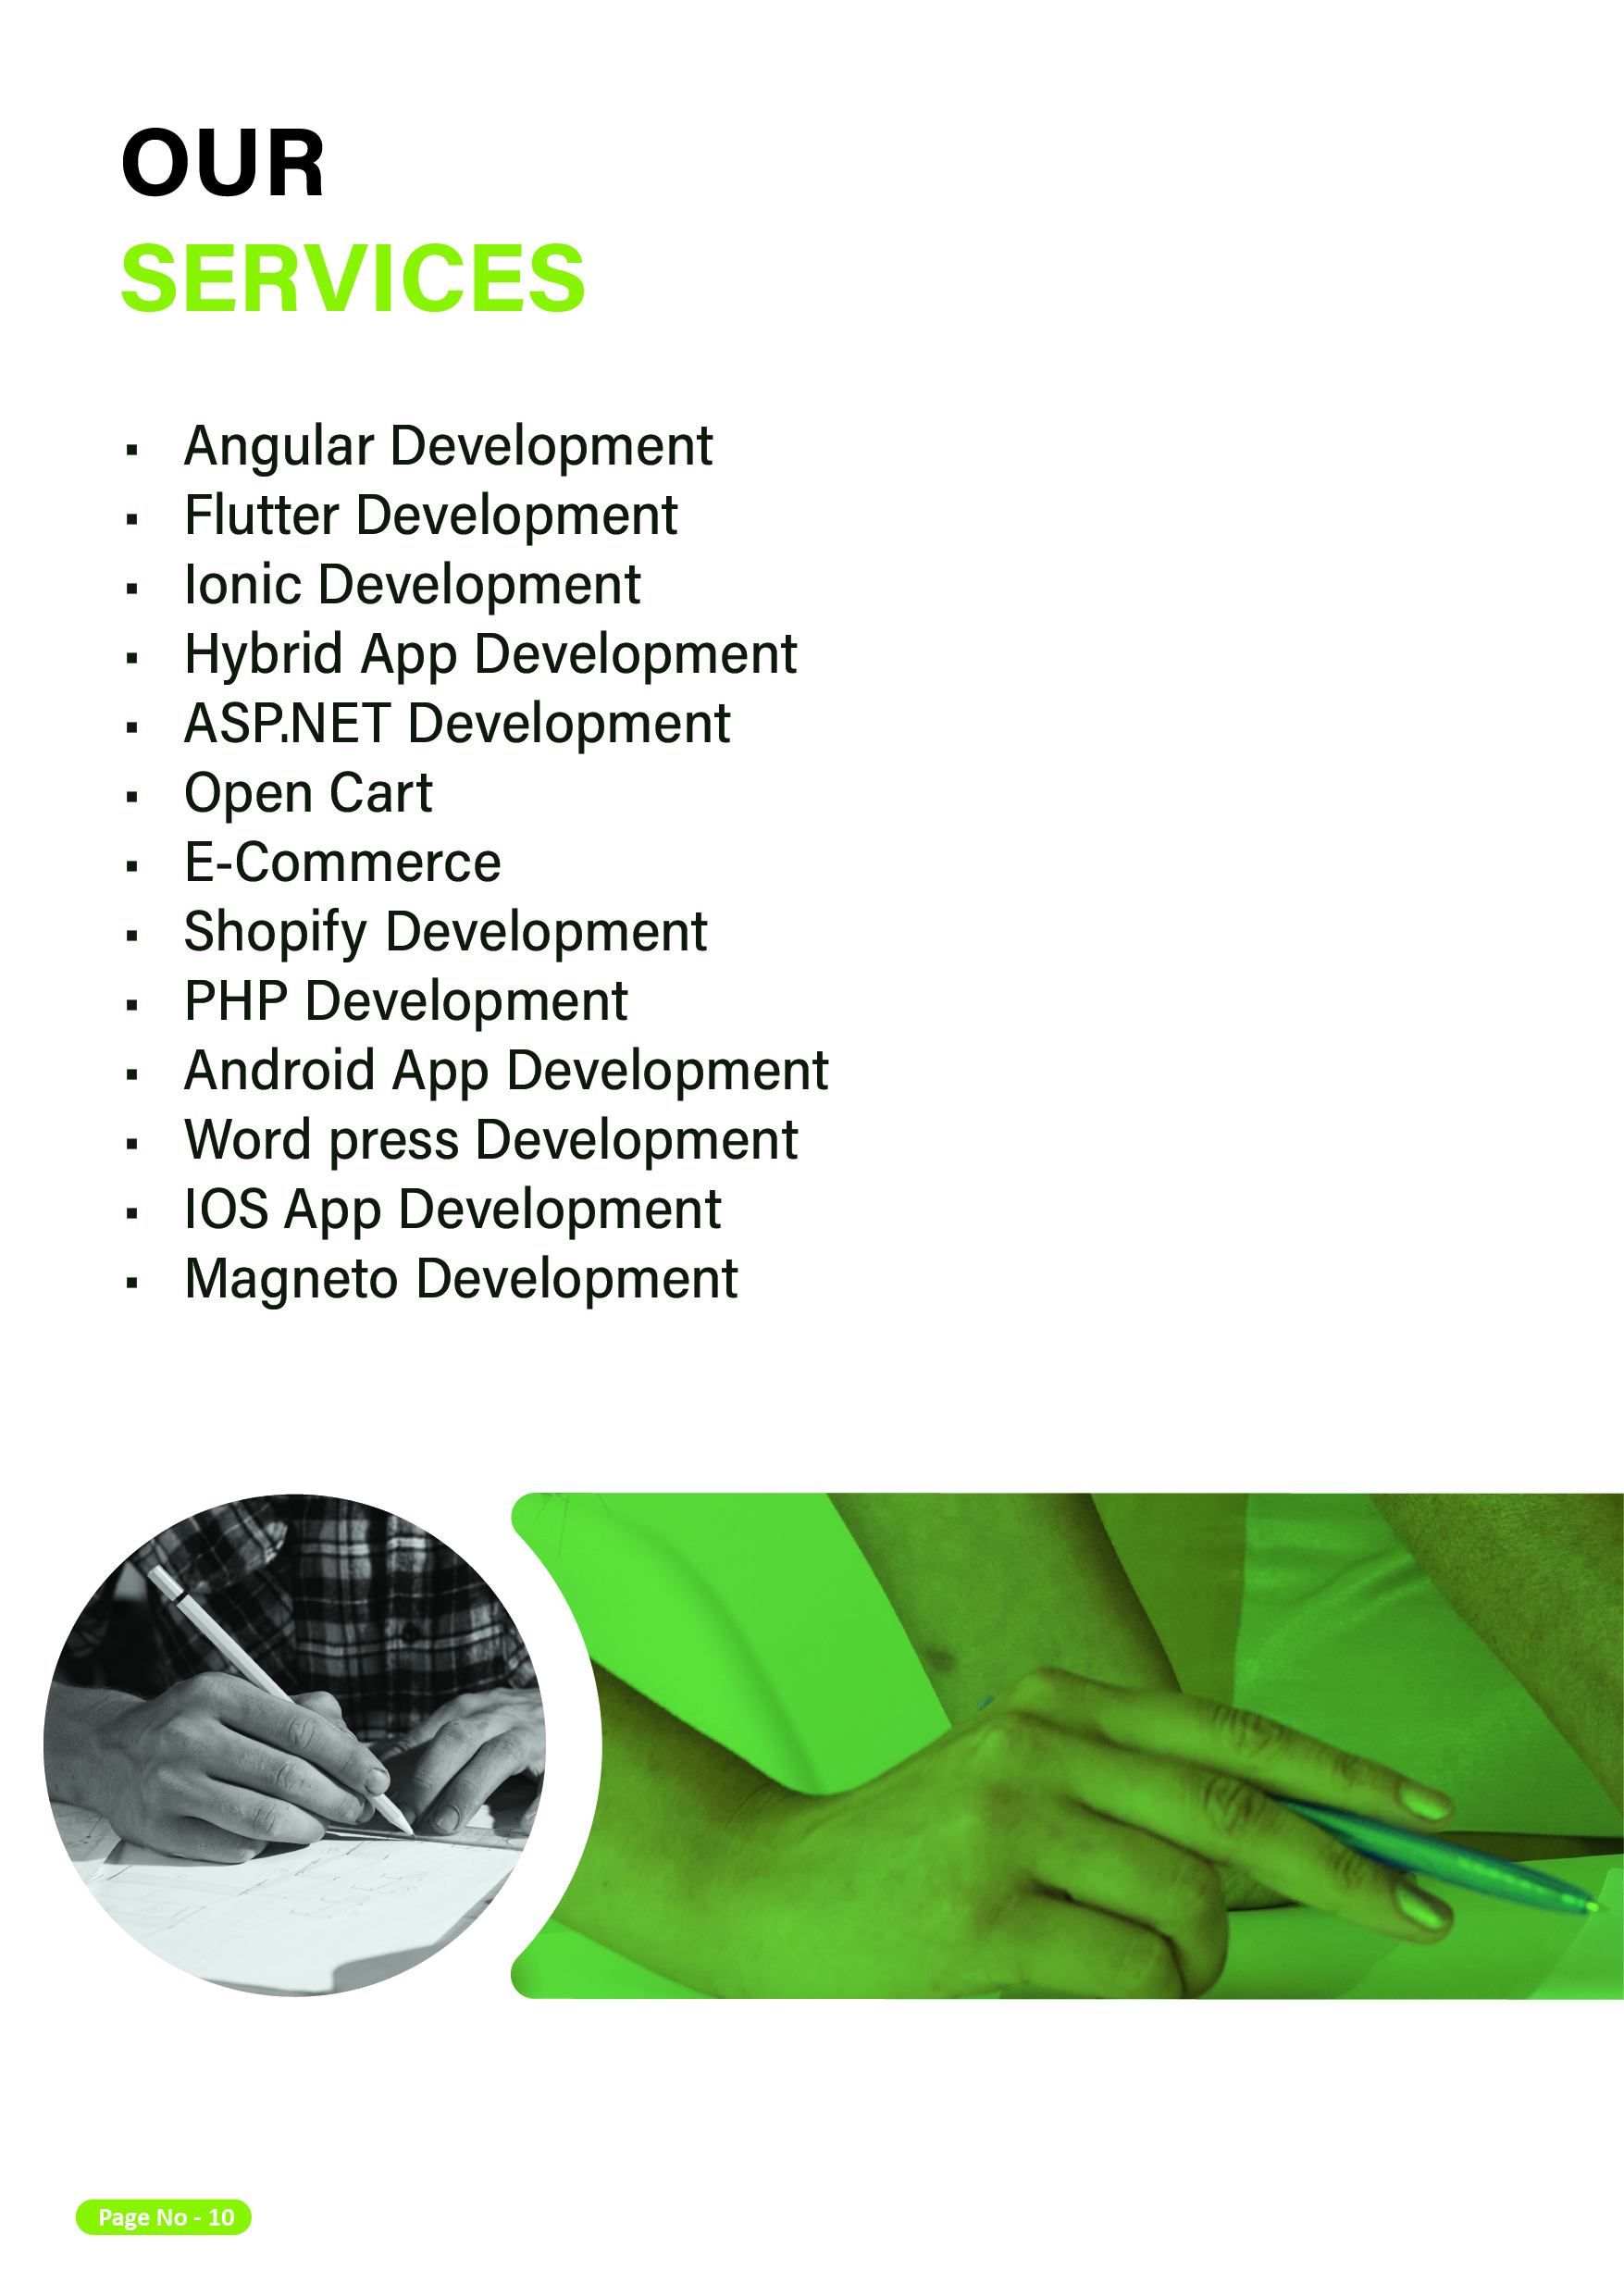 OUR
SERVICES
▪ Angular Development
▪ Flutter Development
▪ Ionic Development
▪ Hybrid App Development
▪ ASP.NET Development
▪ Open Cart
▪ E-Commerce
▪ Shopify Development
▪ PHP Development
▪ Android App Development
▪ Word press Development
▪ IOS App Development
▪ Magneto Development
Page No - 10